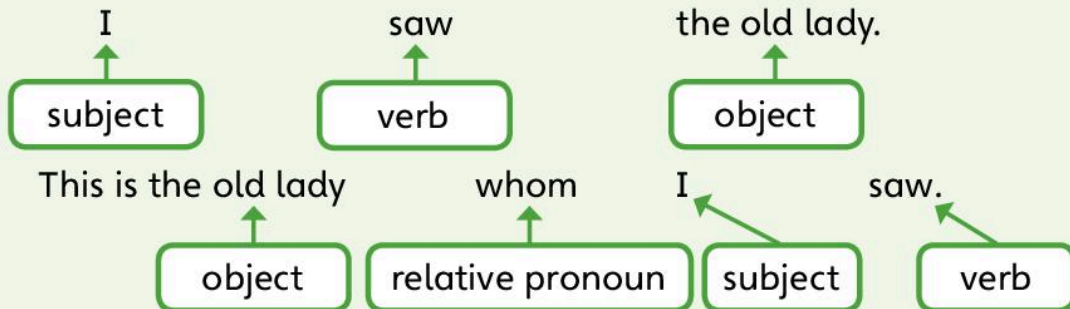 I saw the old lady.
subject verb object
This is the old lady whom I saw.
object relative pronoun subject verb